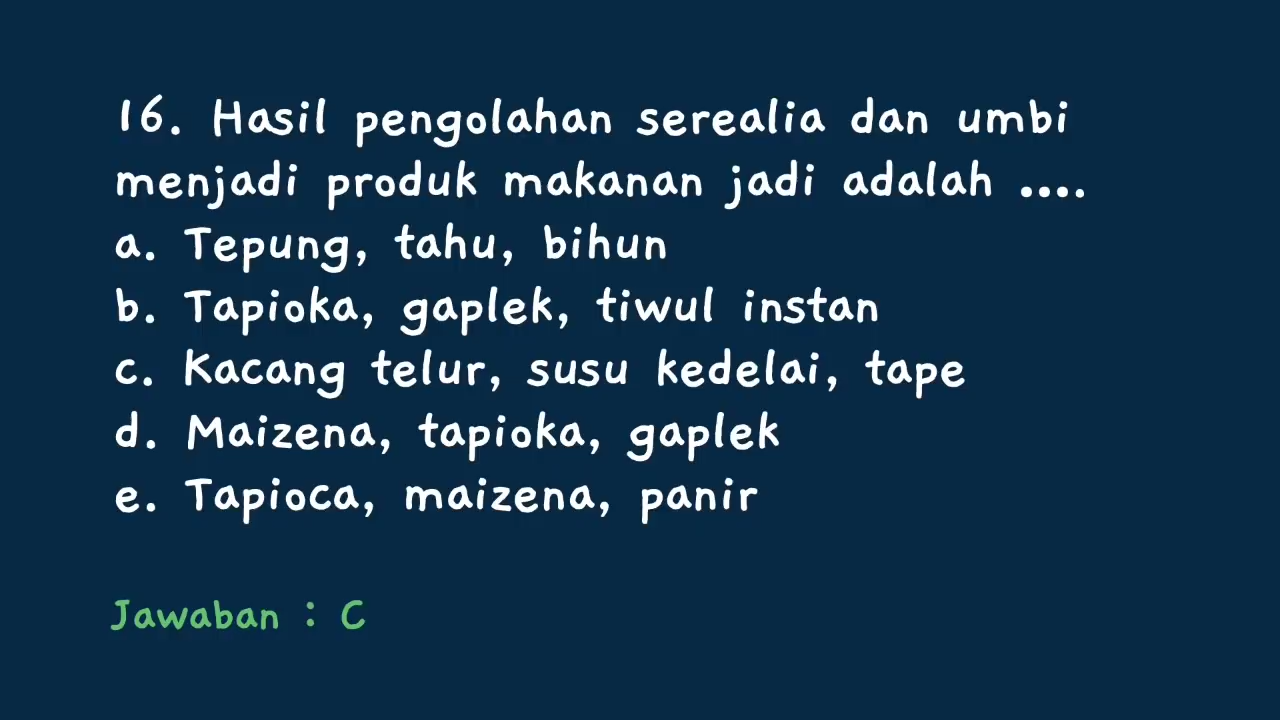 16. Hasil pengolahan serealia dan umbi
menjadi produk makanan jadi adalah ....
a. Tepung, tahu, bihun
b. Tapioka, gaplek, tiwul instan
c. Kacang telur, susu kedelai, tape
d. Maizena, tapioka, gaplek
e. Tapioca, maizena, panir
Jawaban : C